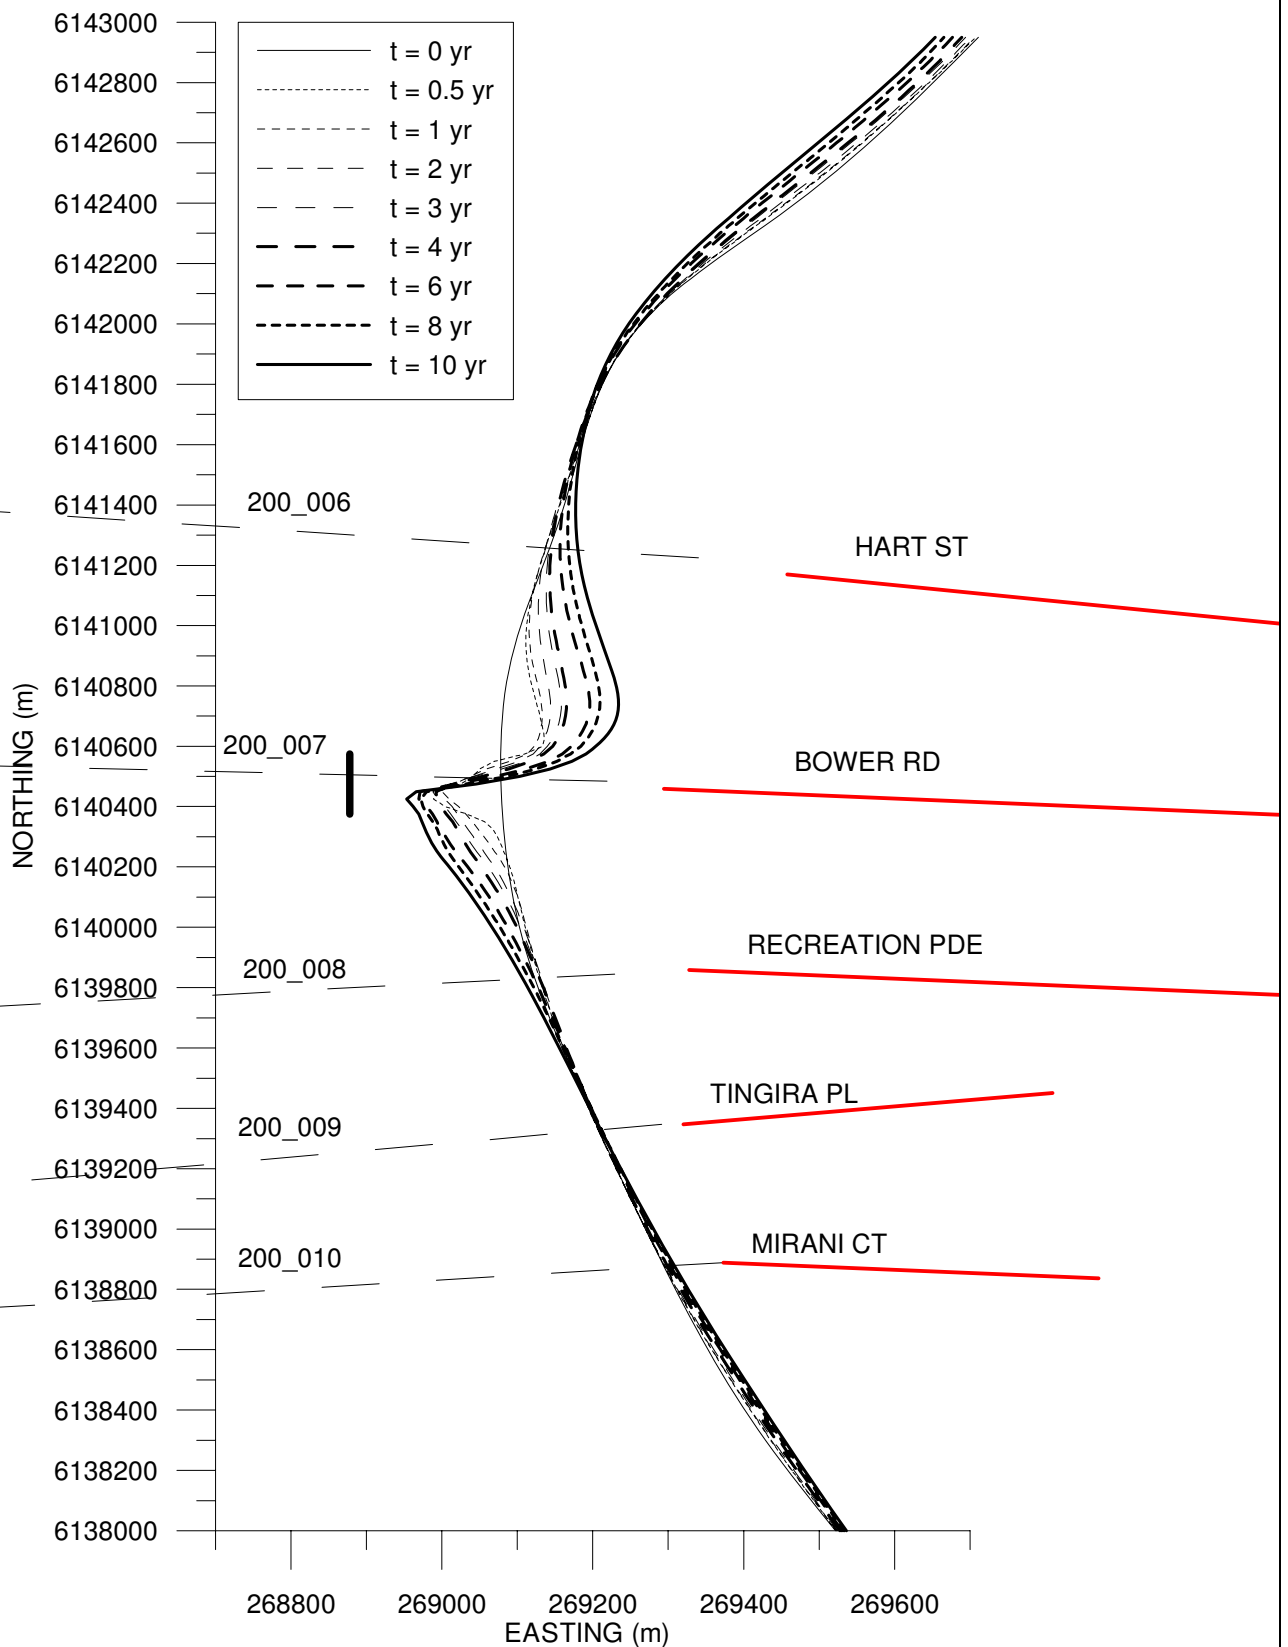 6143000
6142800
6142600
6142400
6142200
6142000
6141800
6141600
6141400
6141200
6141000
6140800
6140600
6140400
6140200
6140000
6139800
6139600
6139400
6139200
6139000
6138800
6138600
6138400
6138200
6138000
NORTHING (m)
t = 0 yr
t = 0.5 yr
t = 1 yr
t = 2 yr
t = 3 yr
t = 4 yr
t = 6 yr
t = 8 yr
t = 10 yr
200_006
HART ST
200_007
BOWER RD
200_008
RECREATION PDE
200_009
TINGIRA PL
200_010
MIRANI CT
268800 269000 269200 269400 269600
EASTING (m)